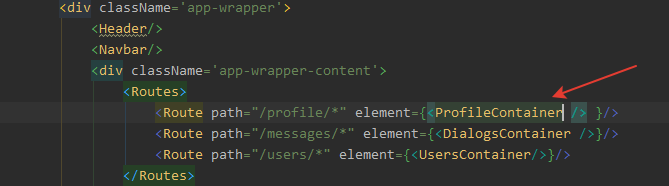 <div className='app-wrapper'>
<Header/>
<Navbar/>
<div className='app-wrapper-content'>
<Routes>
<Route path="/profile/*" element={<ProfileContainer /> }/>
<Route path="/messages/*" element={<DialogsContainer />}/>
<Route path="/users/*" element={<UsersContainer/>}/>
</Routes>